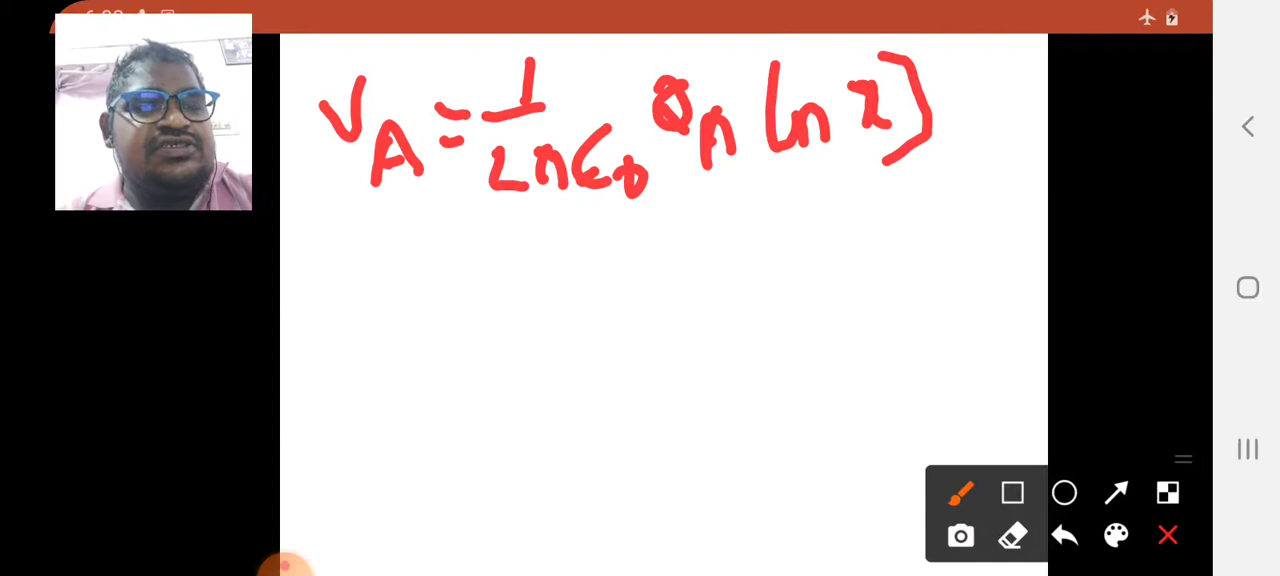 V_A = 1/2πε₀ Q_A [ln x]